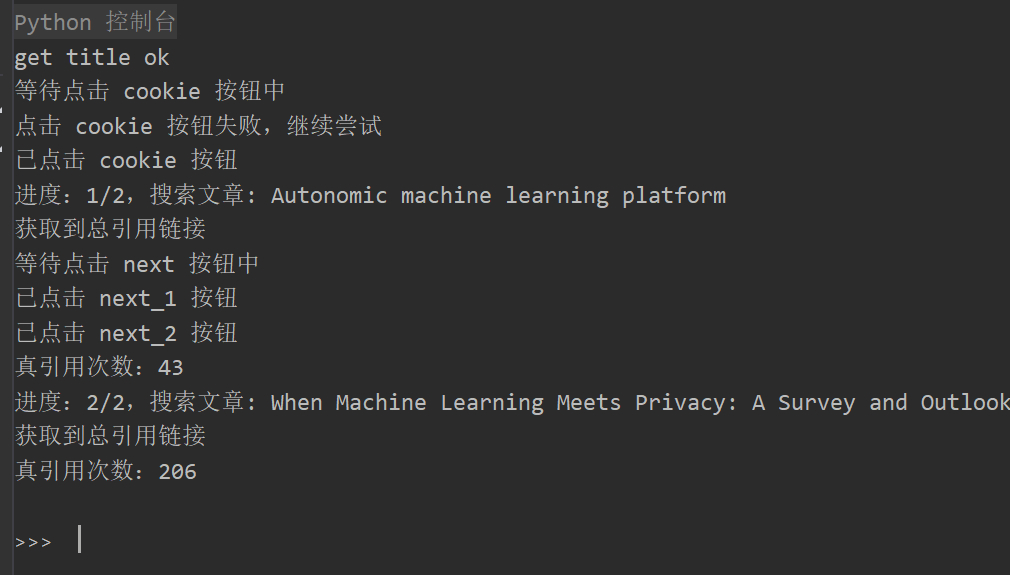 Python 控制台
get title ok
等待点击 cookie 按钮中
点击 cookie 按钮失败，继续尝试
已点击 cookie 按钮
进度：1/2，搜索文章: Autonomic machine learning platform
获取到总引用链接
等待点击 next 按钮中
已点击 next_1 按钮
已点击 next_2 按钮
真引用次数：43
进度：2/2，搜索文章: When Machine Learning Meets Privacy: A Survey and Outlook
获取到总引用链接
真引用次数：206
>>>